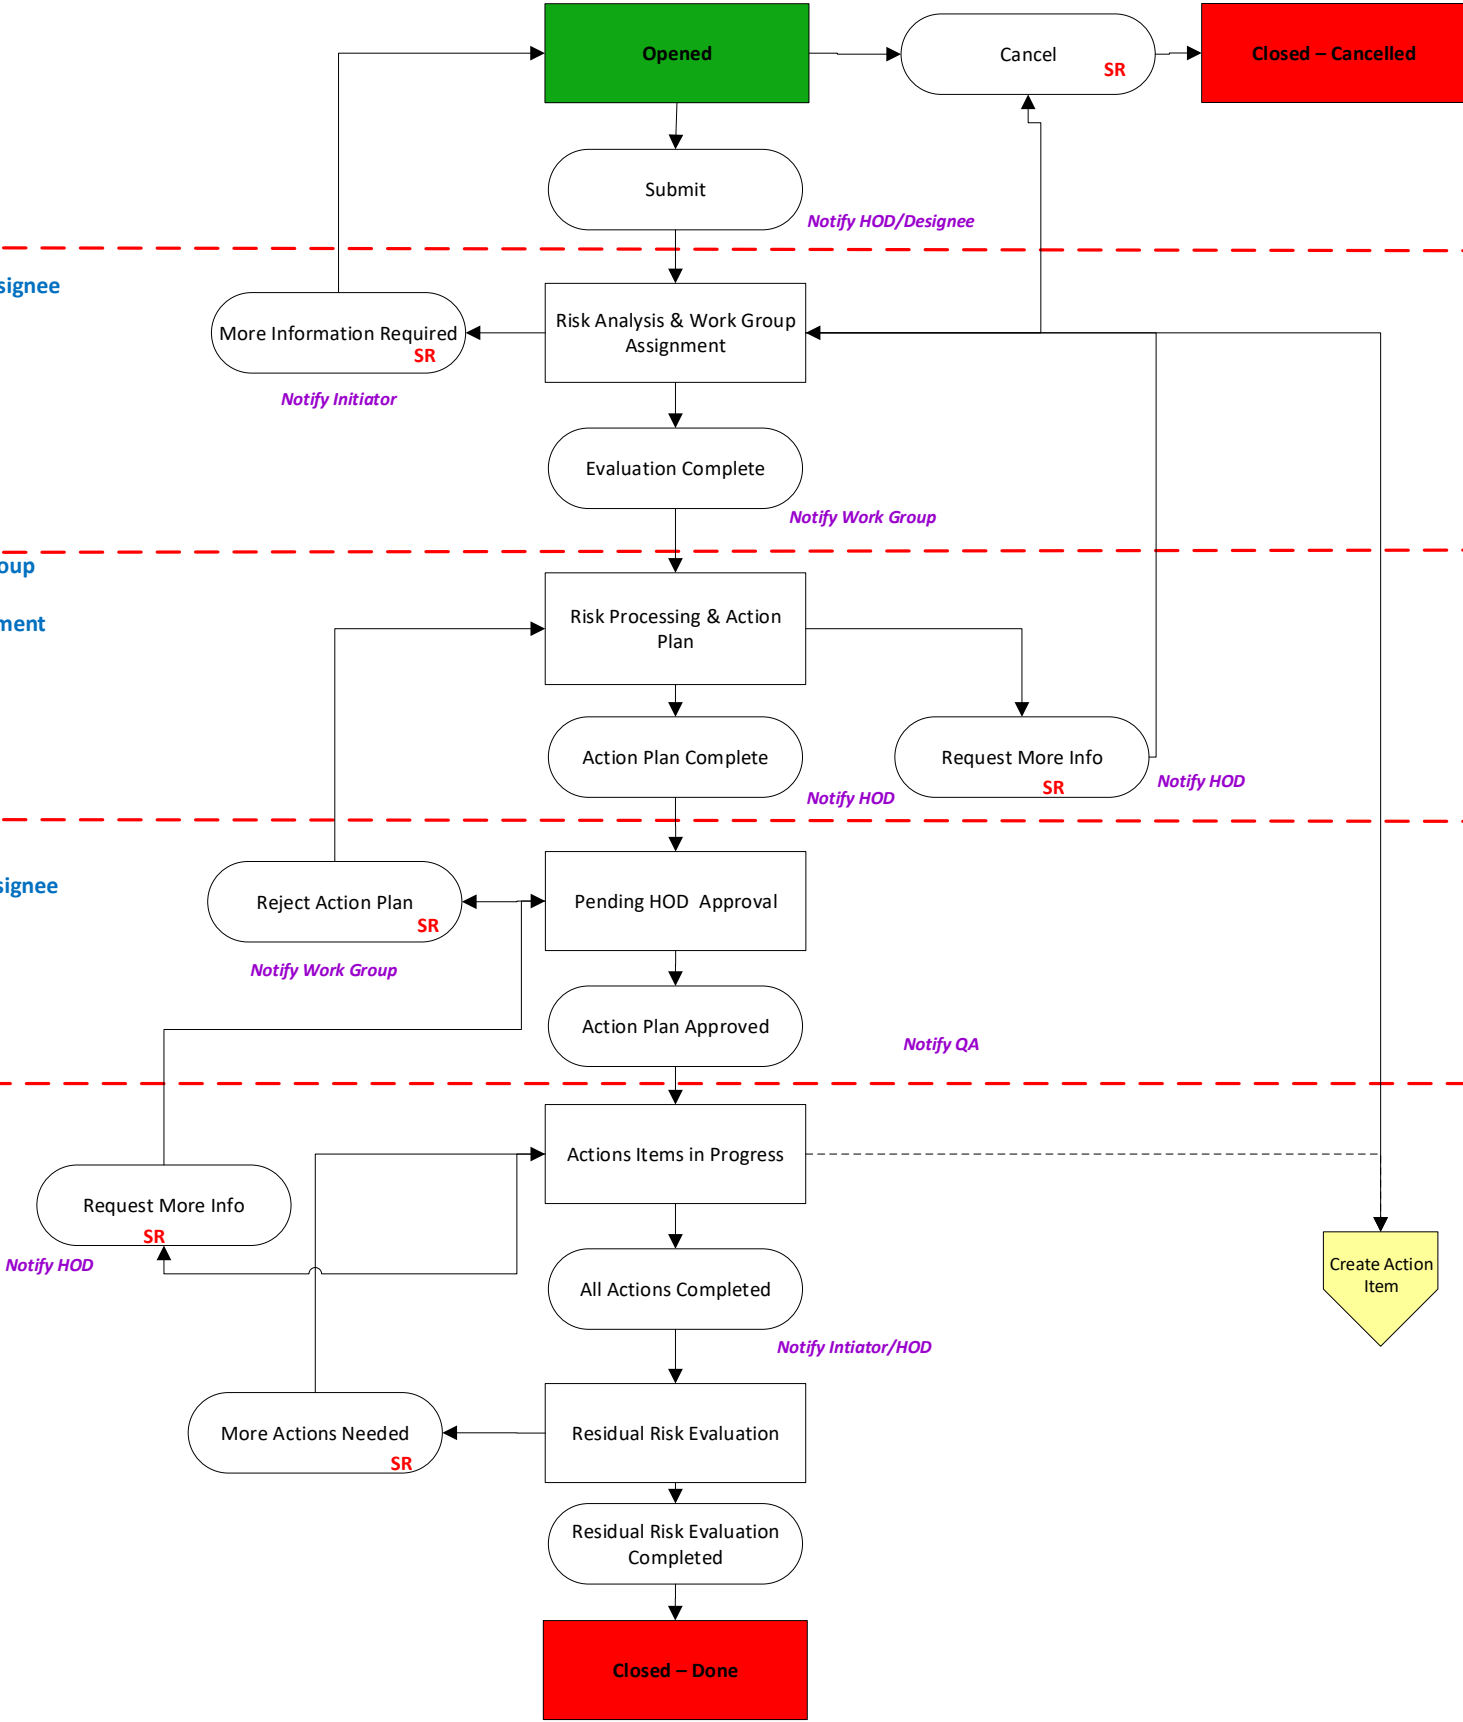 Opened
Cancel
SR
Closed – Cancelled
Submit
Notify HOD/Designee
signee
More Information Required
SR
Notify Initiator
Risk Analysis & Work Group
Assignment
Evaluation Complete
Notify Work Group
oup
ment
Risk Processing & Action
Plan
Action Plan Complete
Notify HOD
Request More Info
SR
Notify HOD
signee
Reject Action Plan
SR
Notify Work Group
Pending HOD Approval
Action Plan Approved
Notify QA
Actions Items in Progress
Request More Info
SR
Notify HOD
All Actions Completed
Create Action
Item
Notify Intiator/HOD
More Actions Needed
SR
Residual Risk Evaluation
Residual Risk Evaluation
Completed
Closed – Done